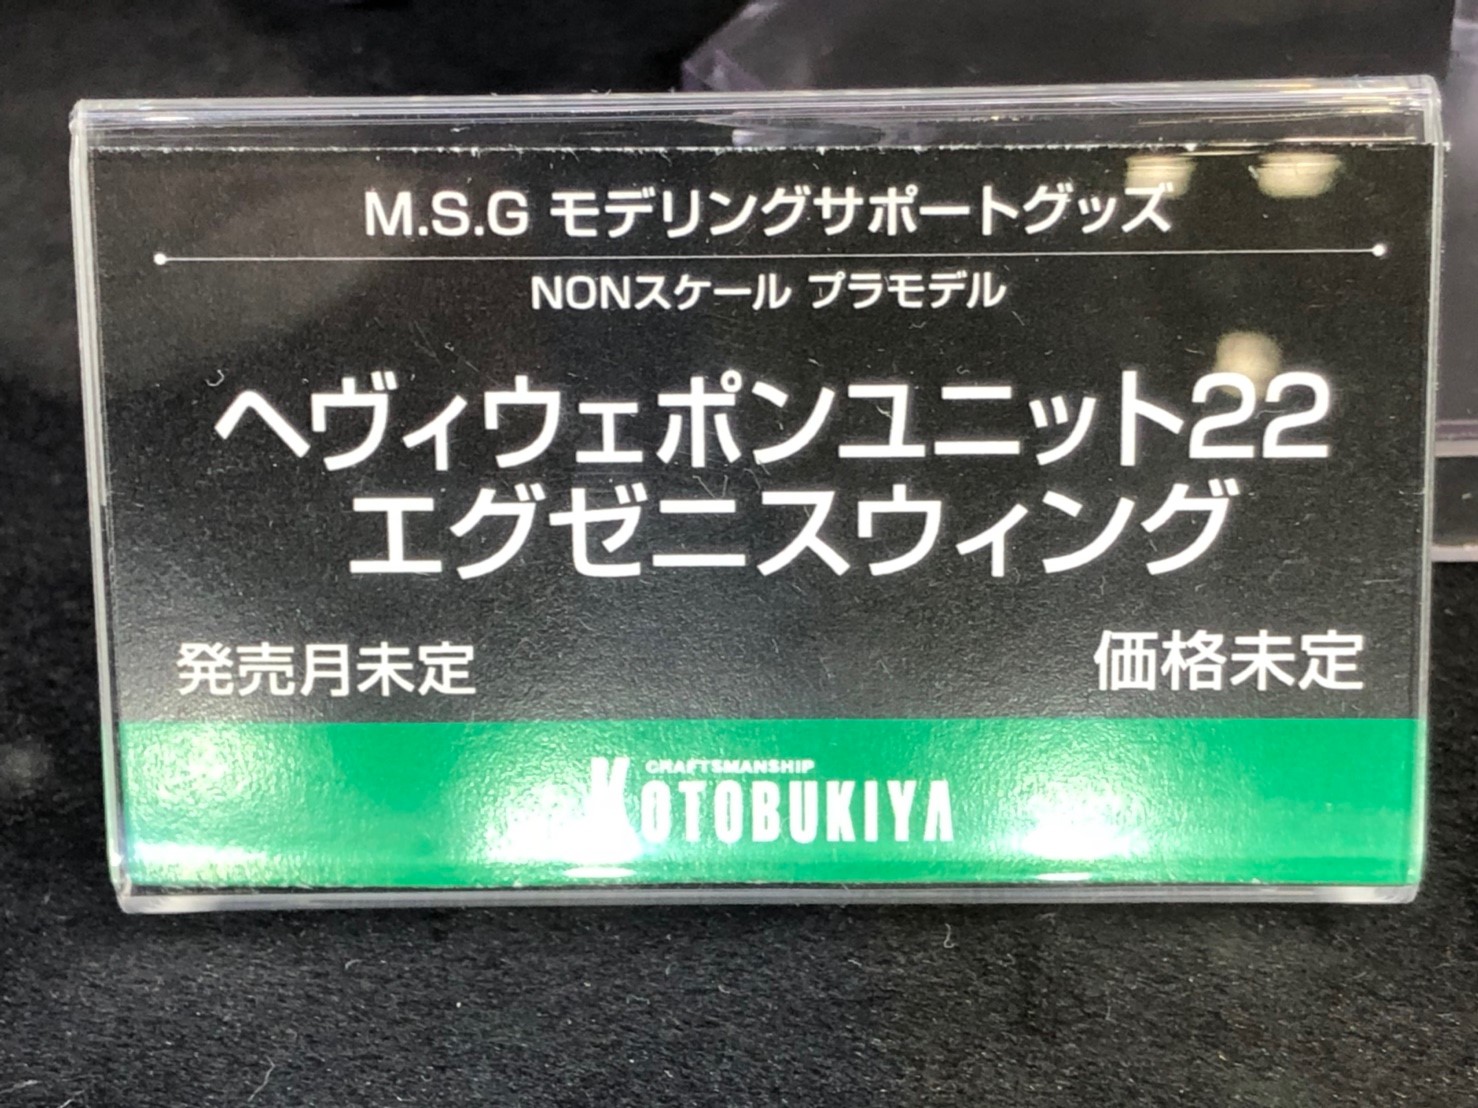 M.S.G モデリングサポートグッズ
NONスケール プラモデル
ヘヴィウェポンユニット22
エグゼニスウィング
発売月未定
価格未定
CRAFTSMANSHIP
KOTOBUKIYA